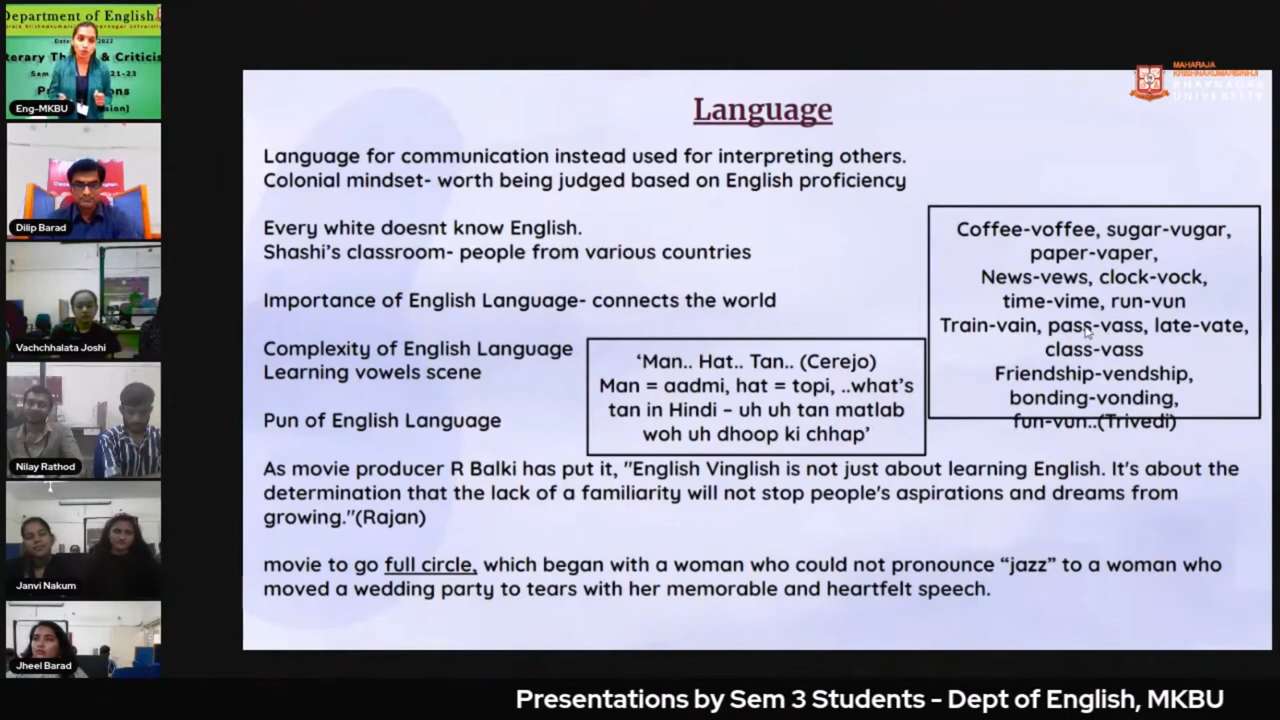 Department of English
2022
& Criticis
Sem
21-23
Eng-MKBU
Dilip Barad
Vachchhalata Joshi
Nilay Rathod
Janvi Nakum
Jheel Barad
MAHARAJA
KRISHNAKUMARSINHJI
BHAVNAGAR
UNIVERSITY
Language
Language for communication instead used for interpreting others.
Colonial mindset- worth being judged based on English proficiency
Every white doesnt know English.
Shashi's classroom- people from various countries
Importance of English Language- connects the world
Complexity of English Language
Learning vowels scene
Pun of English Language
‘Man.. Hat.. Tan.. (Cerejo)
Man = aadmi, hat = topi, ..what's
tan in Hindi – uh uh tan matlab
woh uh dhoop ki chhap’
Coffee-voffee, sugar-vugar,
paper-vaper,
News-vews, clock-vock,
time-vime, run-vun
Train-vain, pass-vass, late-vate,
class-vass
Friendship-vendship,
bonding-vonding,
fun-vun..(Trivedi)
As movie producer R Balki has put it, "English Vinglish is not just about learning English. It's about the
determination that the lack of a familiarity will not stop people's aspirations and dreams from
growing."(Rajan)
movie to go full circle, which began with a woman who could not pronounce “jazz” to a woman who
moved a wedding party to tears with her memorable and heartfelt speech.
Presentations by Sem 3 Students - Dept of English, MKBU